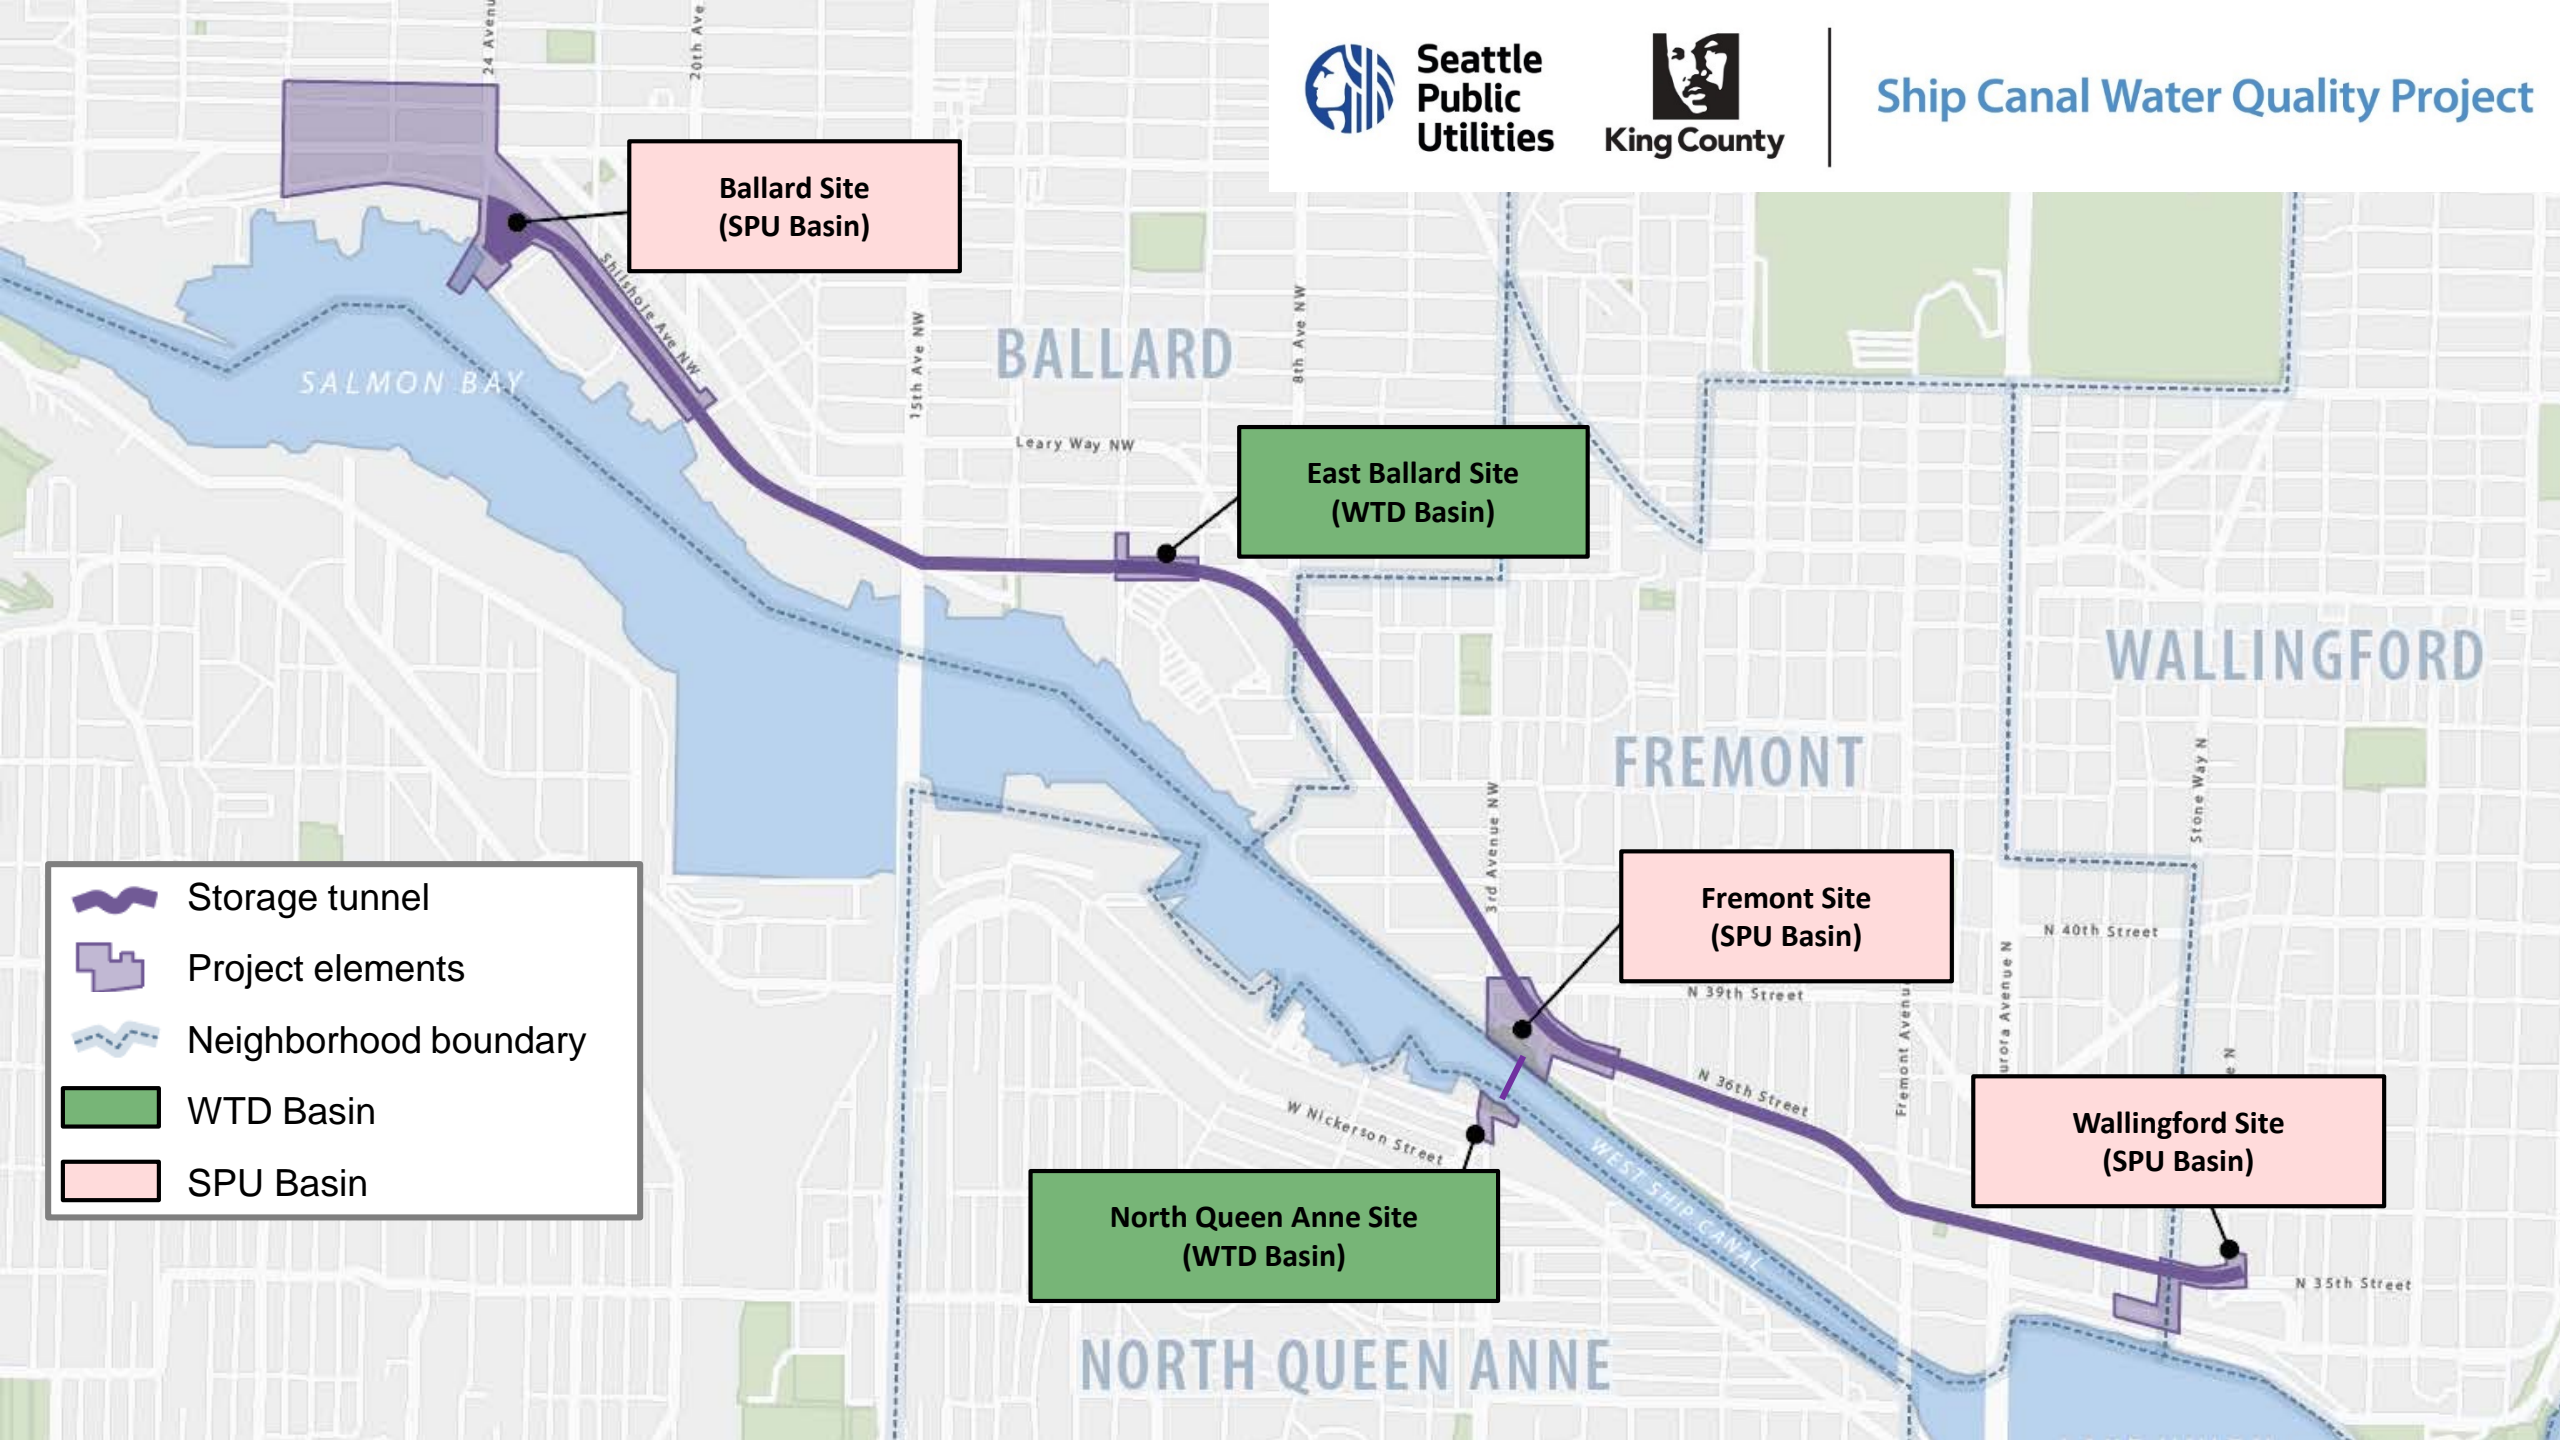 Seattle
Public
Utilities
King County
Ship Canal Water Quality Project
24 Avenu
20th Ave
Ballard Site
(SPU Basin)
Shilshole Ave NW
15th Ave NW
BALLARD
8th Ave NW
SALMON BAY
Leary Way NW
East Ballard Site
(WTD Basin)
WALLINGFORD
FREMONT
Stone Way N
3rd Avenue NW
Fremont Site
(SPU Basin)
N 40th Street
N 39th Street
Fremont Avenu
urora Avenue N
e N
N 36th Street
W Nickerson Street
Wallingford Site
(SPU Basin)
WEST SHIP CANAL
North Queen Anne Site
(WTD Basin)
N 35th Street
NORTH QUEEN ANNE
Storage tunnel
Project elements
Neighborhood boundary
WTD Basin
SPU Basin